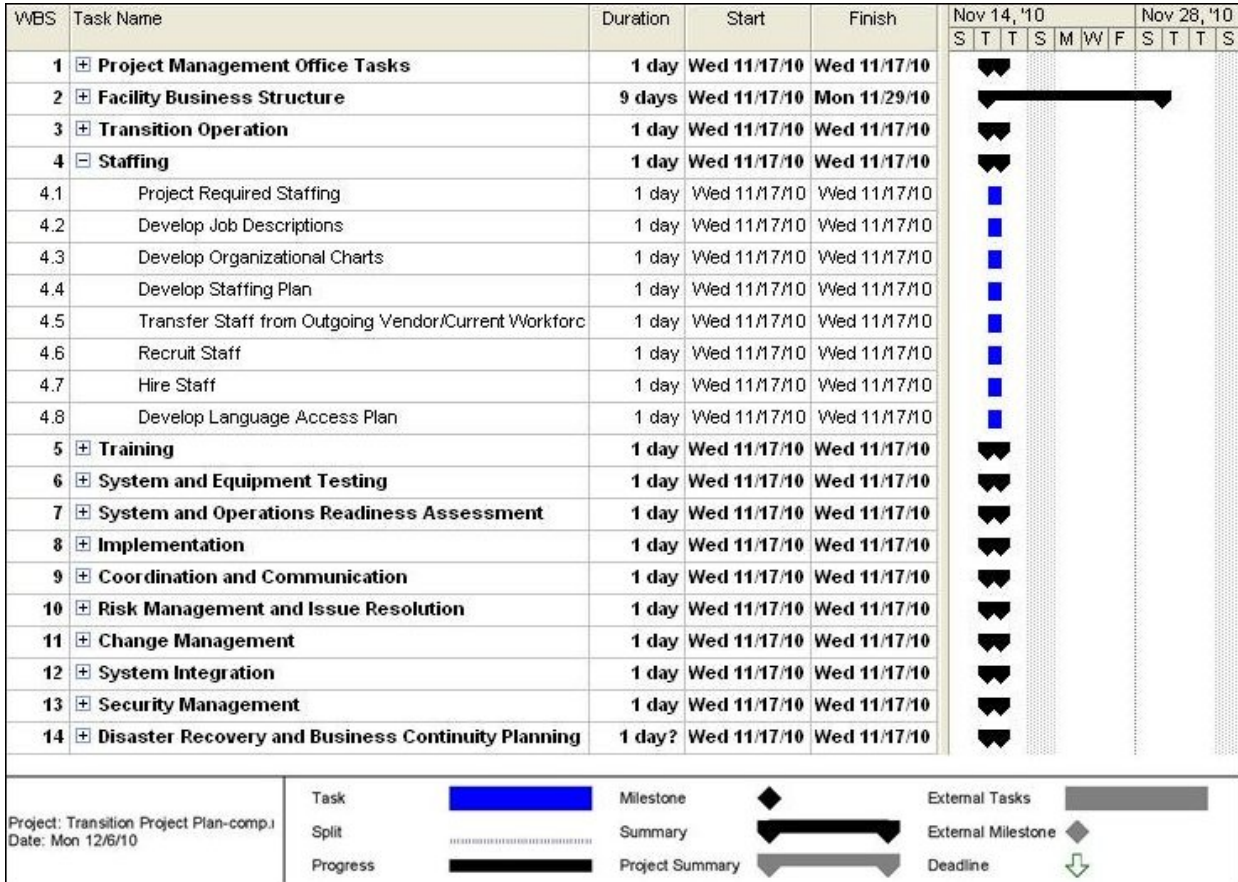 WBS Task Name Duration Start Finish Nov 14, '10 Nov 28, '10
S T T S M W F S T T S
1 Project Management Office Tasks 1 day Wed 11/17/10 Wed 11/17/10
2 Facility Business Structure 9 days Wed 11/17/10 Mon 11/29/10
3 Transition Operation 1 day Wed 11/17/10 Wed 11/17/10
4 Staffing 1 day Wed 11/17/10 Wed 11/17/10
4.1 Project Required Staffing 1 day Wed 11/17/10 Wed 11/17/10
4.2 Develop Job Descriptions 1 day Wed 11/17/10 Wed 11/17/10
4.3 Develop Organizational Charts 1 day Wed 11/17/10 Wed 11/17/10
4.4 Develop Staffing Plan 1 day Wed 11/17/10 Wed 11/17/10
4.5 Transfer Staff from Outgoing Vendor/Current Workforc 1 day Wed 11/17/10 Wed 11/17/10
4.6 Recruit Staff 1 day Wed 11/17/10 Wed 11/17/10
4.7 Hire Staff 1 day Wed 11/17/10 Wed 11/17/10
4.8 Develop Language Access Plan 1 day Wed 11/17/10 Wed 11/17/10
5 Training 1 day Wed 11/17/10 Wed 11/17/10
6 System and Equipment Testing 1 day Wed 11/17/10 Wed 11/17/10
7 System and Operations Readiness Assessment 1 day Wed 11/17/10 Wed 11/17/10
8 Implementation 1 day Wed 11/17/10 Wed 11/17/10
9 Coordination and Communication 1 day Wed 11/17/10 Wed 11/17/10
10 Risk Management and Issue Resolution 1 day Wed 11/17/10 Wed 11/17/10
11 Change Management 1 day Wed 11/17/10 Wed 11/17/10
12 System Integration 1 day Wed 11/17/10 Wed 11/17/10
13 Security Management 1 day Wed 11/17/10 Wed 11/17/10
14 Disaster Recovery and Business Continuity Planning 1 day? Wed 11/17/10 Wed 11/17/10
Project: Transition Project Plan-comp.
Date: Mon 12/6/10
Task Milestone External Tasks
Split Summary External Milestone
Progress Project Summary Deadline